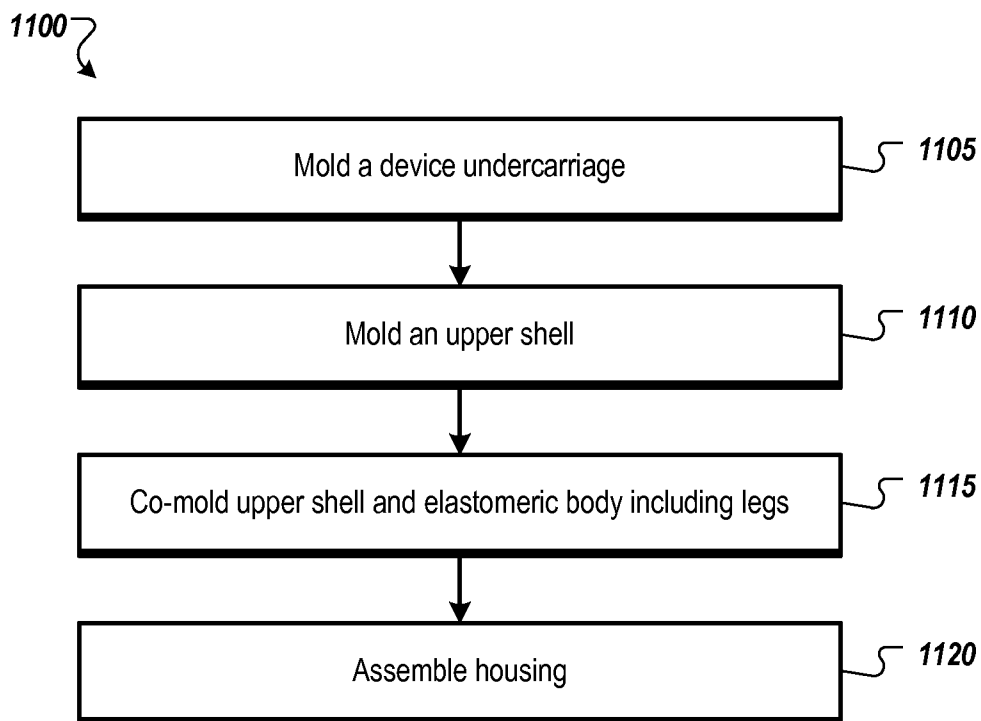 1100
Mold a device undercarriage
1105
Mold an upper shell
1110
Co-mold upper shell and elastomeric body including legs
1115
Assemble housing
1120